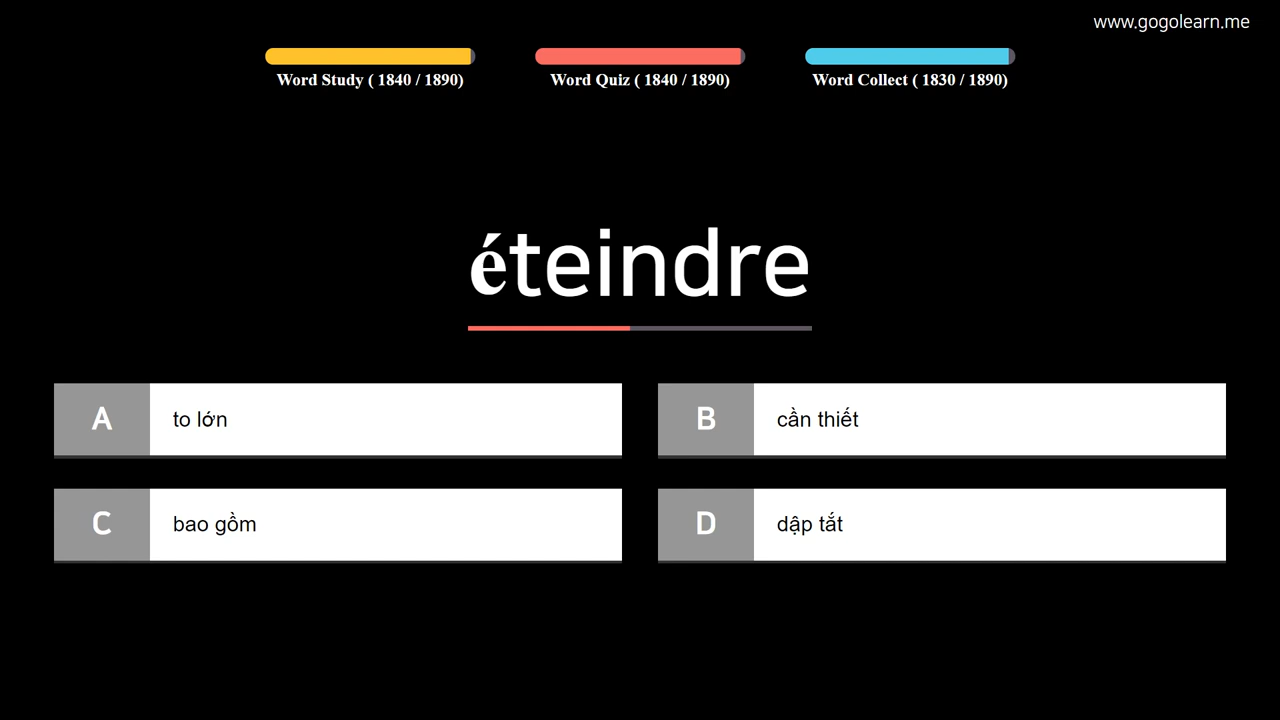 www.gogolearn.me
Word Study ( 1840 / 1890)
Word Quiz ( 1840 / 1890)
Word Collect ( 1830 / 1890)
éteindre
A to lớn
B cần thiết
C bao gồm
D dập tắt